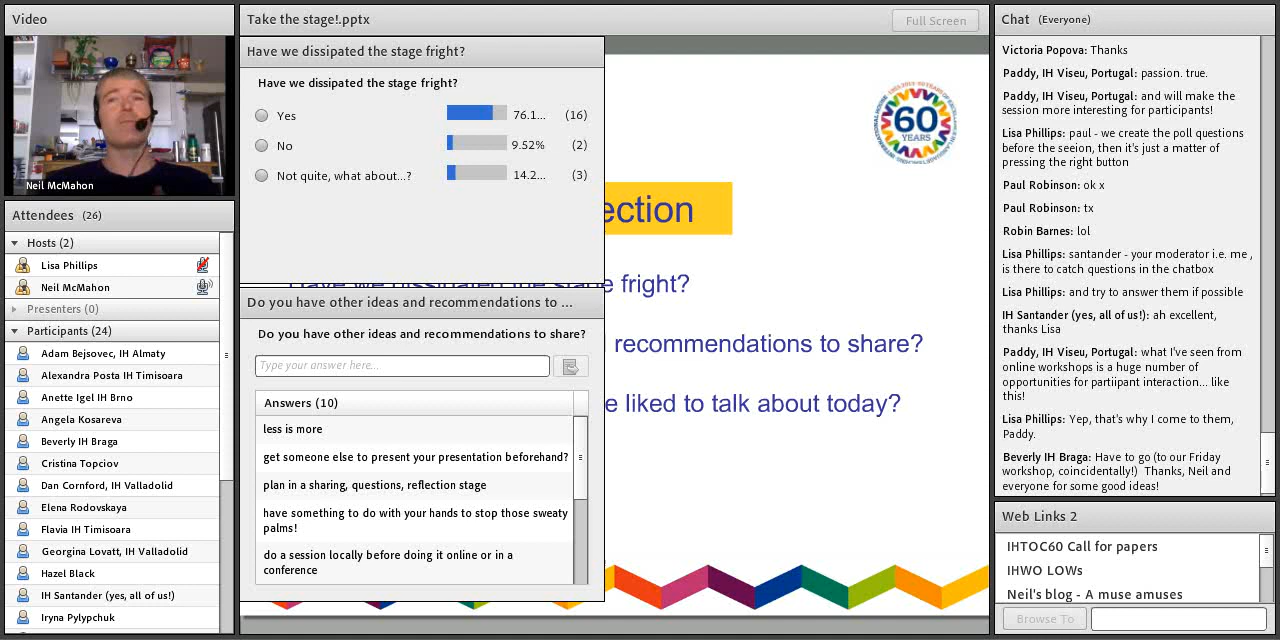 Video
Neil McMahon
Attendees (26)
Hosts (2)
Lisa Phillips
Neil McMahon
Presenters (0)
Participants (24)
Adam Bejsovec, IH Almaty
Alexandra Posta IH Timisoara
Anette Igel IH Brno
Angela Kosareva
Beverly IH Braga
Cristina Topciov
Dan Cornford, IH Valladolid
Elena Rodovskaya
Flavia IH Timisoara
Georgina Lovatt, IH Valladolid
Hazel Black
IH Santander (yes, all of us!)
Iryna Pylypchuk
Take the stage!.pptx
Full Screen
Have we dissipated the stage fright?
Have we dissipated the stage fright?
Yes 76.1... (16)
No 9.52% (2)
Not quite, what about...? 14.2... (3)
60
YEARS
ection
Have we dissipated the stage fright?
recommendations to share?
e liked to talk about today?
Do you have other ideas and recommendations to ...
Do you have other ideas and recommendations to share?
Type your answer here...
Answers (10)
less is more
get someone else to present your presentation beforehand?
plan in a sharing, questions, reflection stage
have something to do with your hands to stop those sweaty
palms!
do a session locally before doing it online or in a
conference
Chat (Everyone)
Victoria Popova: Thanks
Paddy, IH Viseu, Portugal: passion. true.
Paddy, IH Viseu, Portugal: and will make the
session more interesting for participants!
Lisa Phillips: paul - we create the poll questions
before the seeion, then it's just a matter of
pressing the right button
Paul Robinson: ok x
Paul Robinson: tx
Robin Barnes: lol
Lisa Phillips: santander - your moderator i.e. me ,
is there to catch questions in the chatbox
Lisa Phillips: and try to answer them if possible
IH Santander (yes, all of us!): ah excellent,
thanks Lisa
Paddy, IH Viseu, Portugal: what I've seen from
online workshops is a huge number of
opportunities for partiipant interaction... like
this!
Lisa Phillips: Yep, that's why I come to them,
Paddy.
Beverly IH Braga: Have to go (to our Friday
workshop, coincidentally!) Thanks, Neil and
everyone for some good ideas!
Web Links 2
IHTOC60 Call for papers
IHWO LOWs
Neil's blog - A muse amuses
Browse To